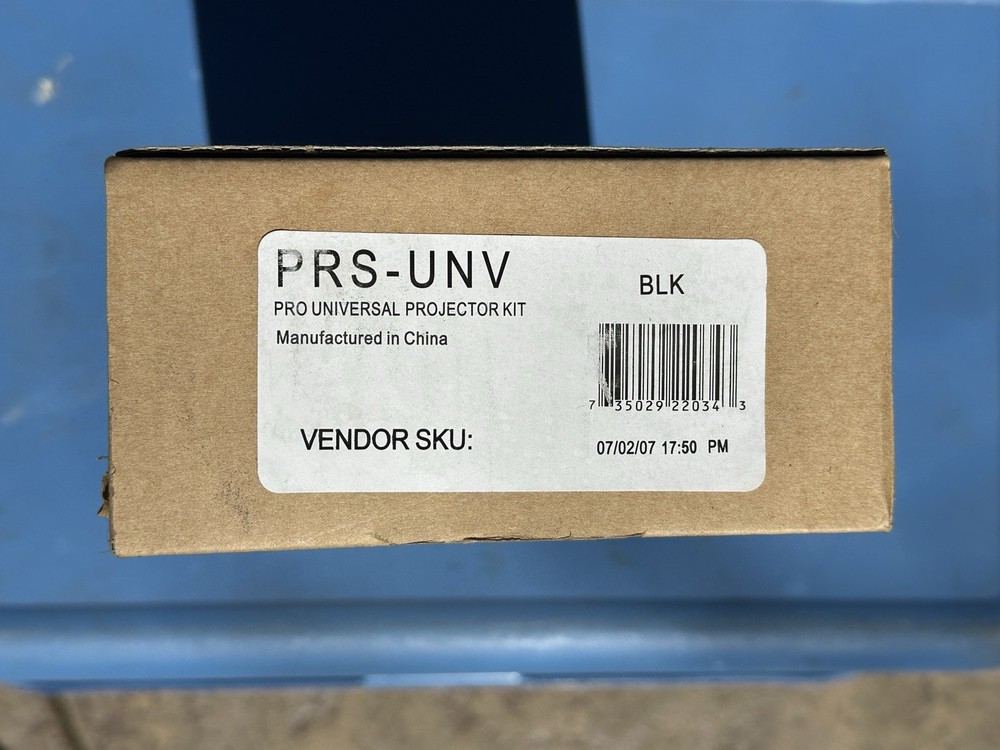 PRS-UNV
PRO UNIVERSAL PROJECTOR KIT
Manufactured in China
VENDOR SKU:
BLK
7 35029 22034 3
07/02/07 17:50 PM